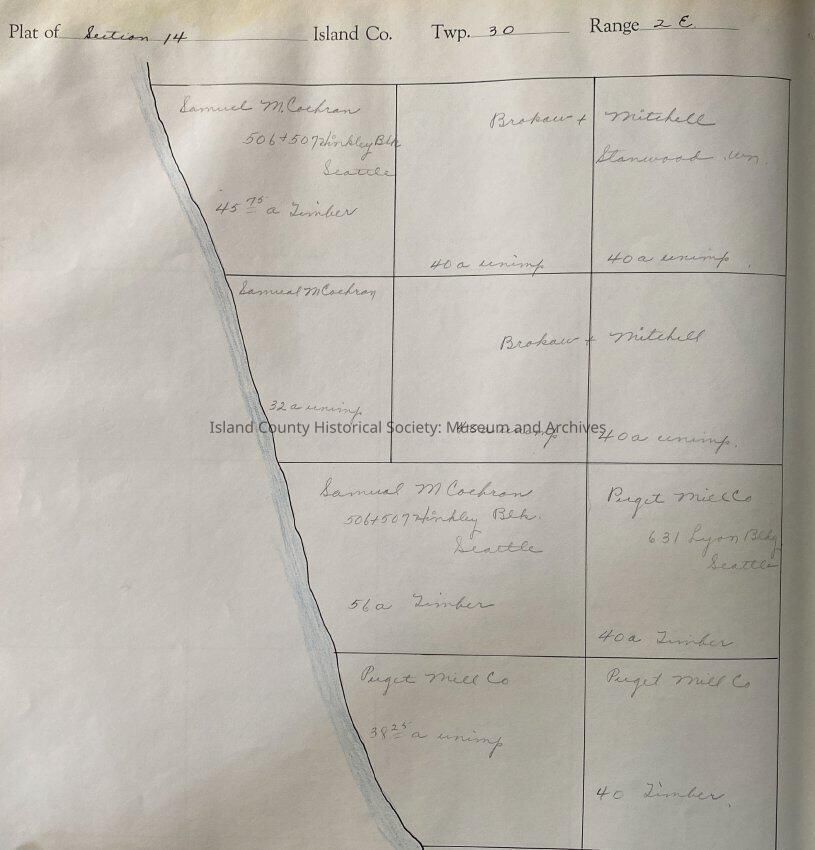 Plat of Section 14 Island Co. Twp. 30 Range 2 E
Samuel M. Cochran
506+507 Hinkley Blk
Seattle
45 75 a Timber
Brokaw + Mitchell
Stanwood Wn.
40 a unimp
40 a unimp
Samual M Cochran
32 a unimp
Brokaw + Mitchell
unimp
40 a unimp.
Island County Historical Society: Museum and Archives
Samual M Cochran
506+507 Hinkley Blk.
Seattle
56 a Timber
Puget Mill Co
631 Lyon Bldg
Seattle
40 a Timber
Puget Mill Co
38 25 a unimp
Puget Mill Co
40 Timber.